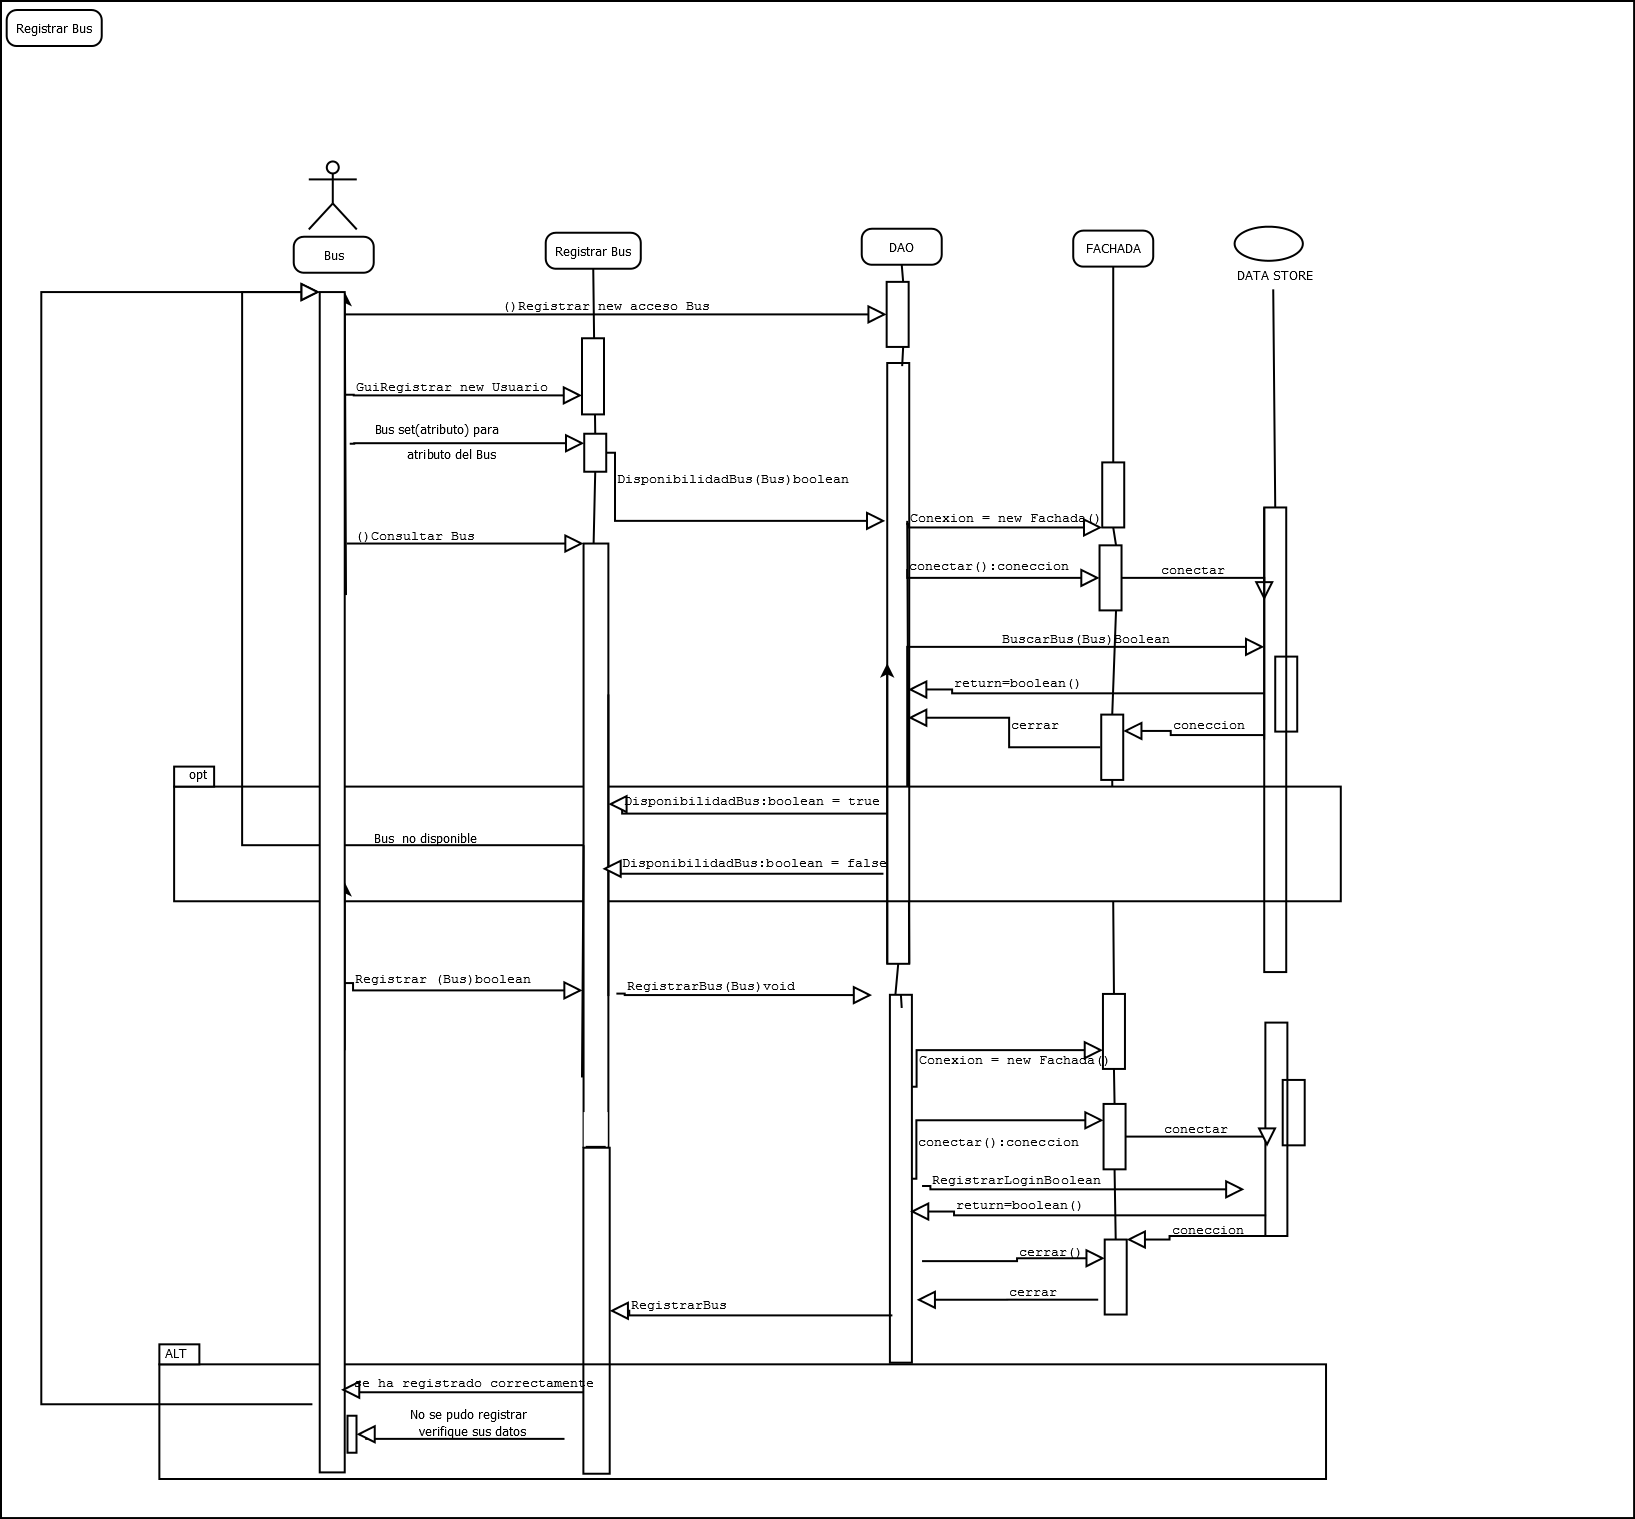 Registrar Bus
Bus
Registrar Bus
DAO
FACHADA
DATA STORE
()Registrar new acceso Bus
GuiRegistrar new Usuario
Bus set(atributo) para
atributo del Bus
DisponibilidadBus(Bus)boolean
Conexion = new Fachada()
()Consultar Bus
conectar():coneccion
conectar
BuscarBus(Bus)Boolean
return=boolean()
cerrar
coneccion
opt
DisponibilidadBus:boolean = true
Bus no disponible
DisponibilidadBus:boolean = false
Registrar (Bus)boolean
RegistrarBus(Bus)void
Conexion = new Fachada()
conectar
conectar():coneccion
RegistrarLoginBoolean
return=boolean()
coneccion
cerrar()
cerrar
RegistrarBus
ALT
se ha registrado correctamente
No se pudo registrar
verifique sus datos